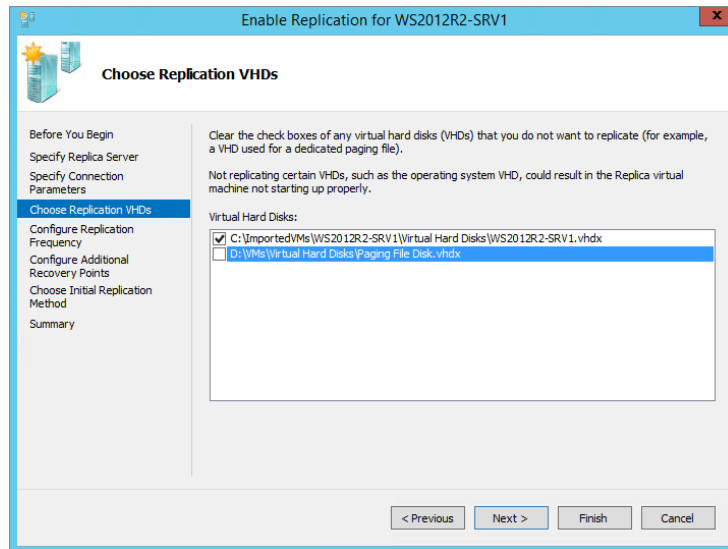 Enable Replication for WS2012R2-SRV1
x
Choose Replication VHDs
Before You Begin
Specify Replica Server
Specify Connection
Parameters
Choose Replication VHDs
Configure Replication
Frequency
Configure Additional
Recovery Points
Choose Initial Replication
Method
Summary
Clear the check boxes of any virtual hard disks (VHDs) that you do not want to replicate (for example,
a VHD used for a dedicated paging file).
Not replicating certain VHDs, such as the operating system VHD, could result in the Replica virtual
machine not starting up properly.
Virtual Hard Disks:
C:\ImportedVMs\WS2012R2-SRV1\Virtual Hard Disks\WS2012R2-SRV1.vhdx
D:\VMs\Virtual Hard Disks\Paging File Disk.vhdx
< Previous
Next >
Finish
Cancel